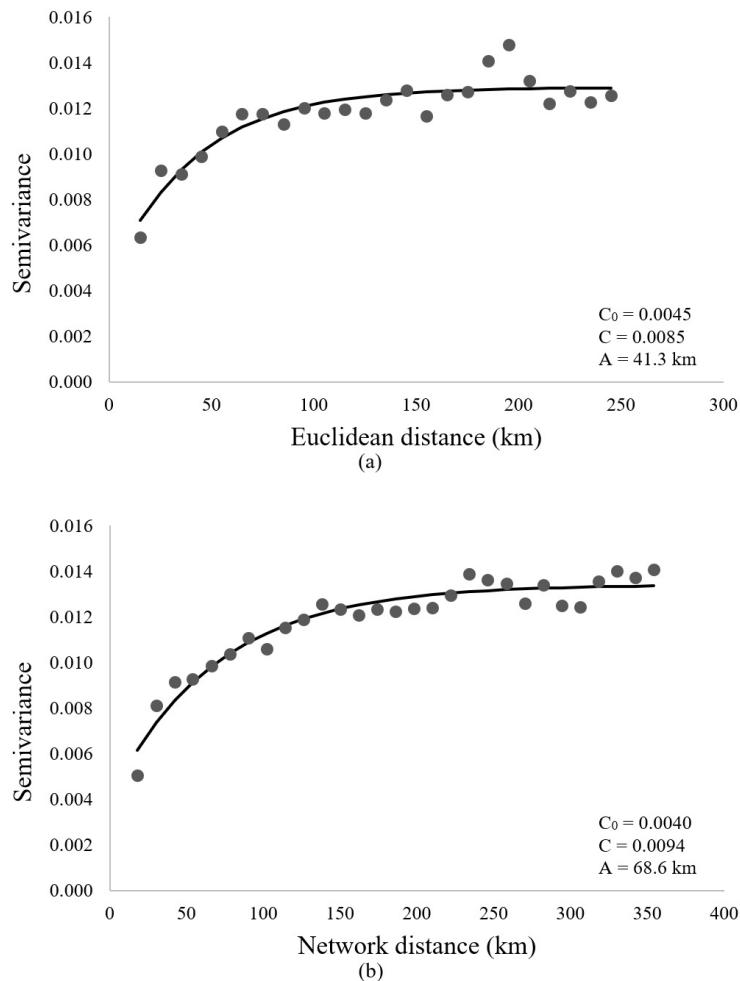 0.016
0.014
0.012
0.010
0.008
0.006
0.004
0.002
0.000
Semivariance
C₀ = 0.0045
C = 0.0085
A = 41.3 km
0 50 100 150 200 250 300
Euclidean distance (km)
(a)
0.016
0.014
0.012
0.010
0.008
0.006
0.004
0.002
0.000
Semivariance
C₀ = 0.0040
C = 0.0094
A = 68.6 km
0 50 100 150 200 250 300 350 400
Network distance (km)
(b)